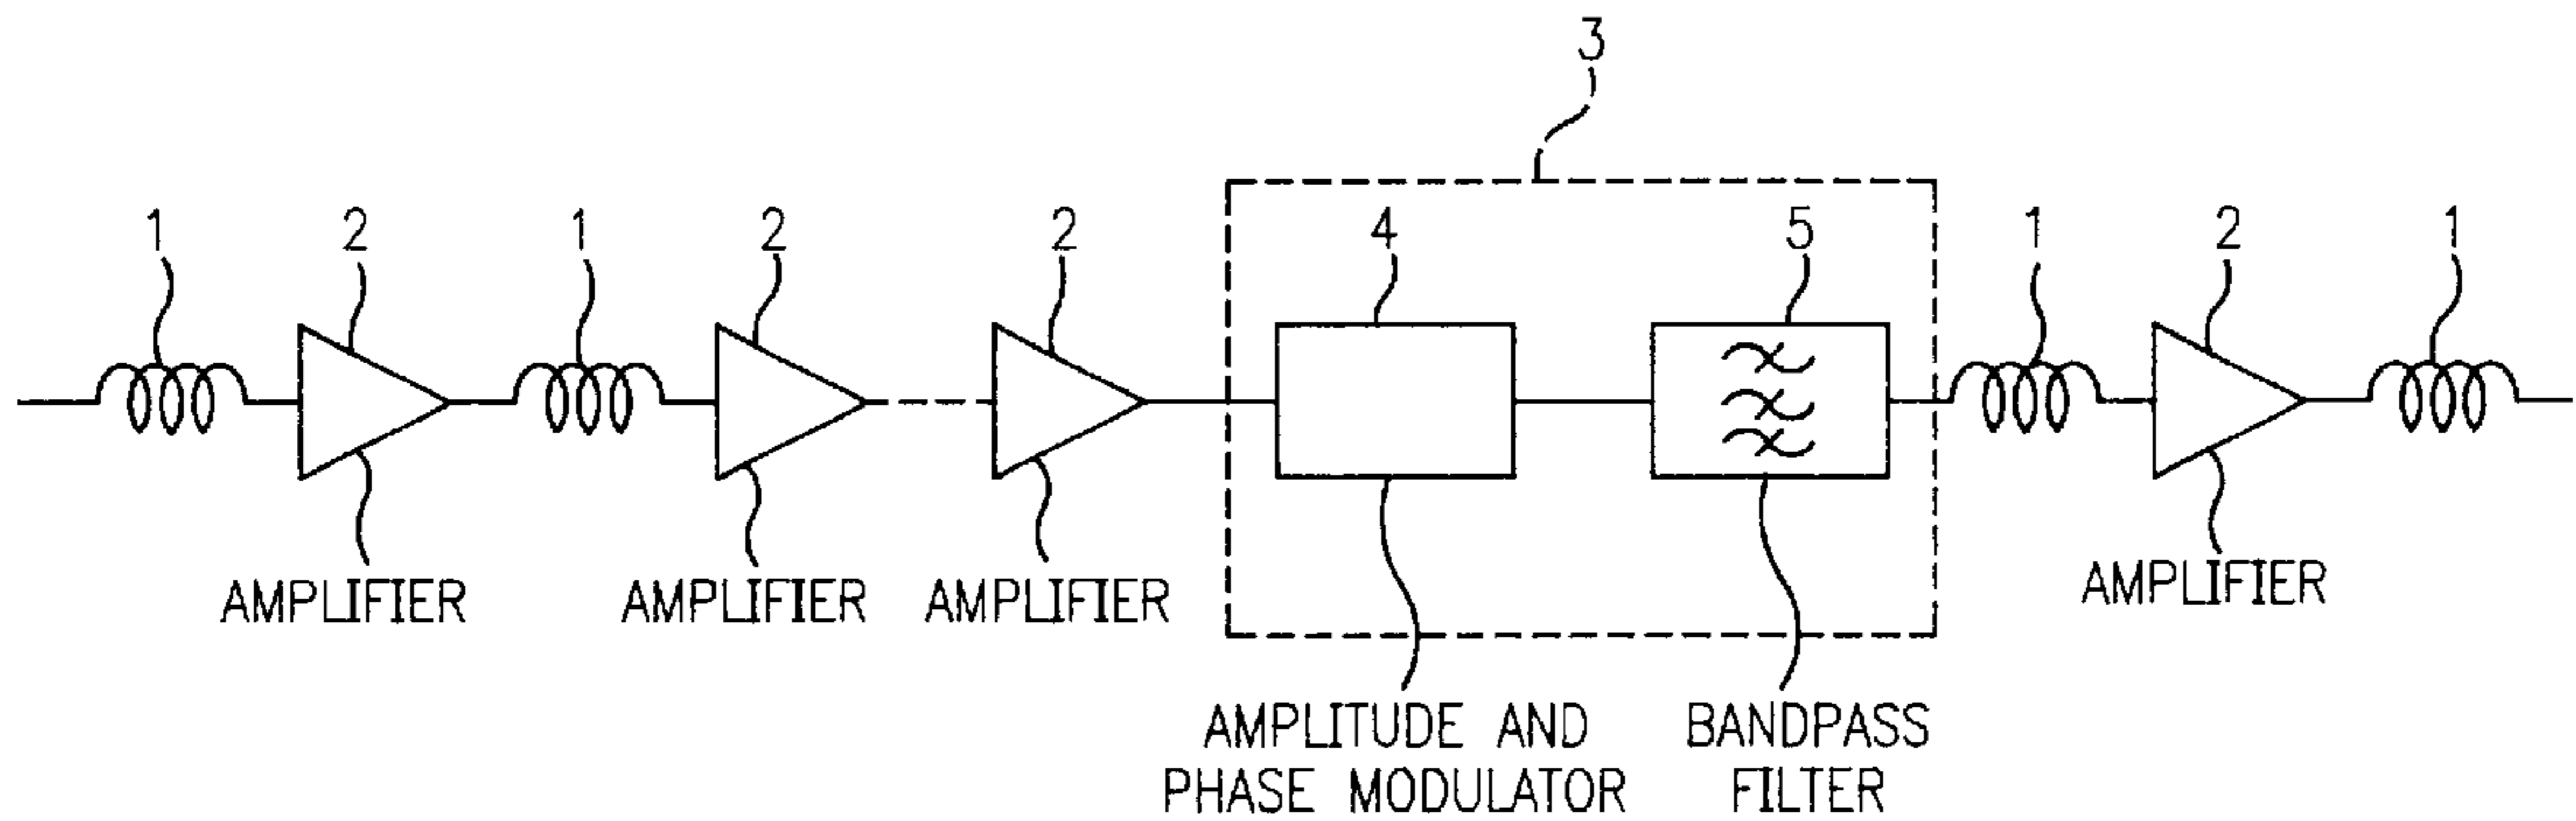 3
1 2 1 2 2 4 5 1 2 1
AMPLIFIER AMPLIFIER AMPLIFIER AMPLIFIER
AMPLITUDE AND
PHASE MODULATOR
BANDPASS
FILTER